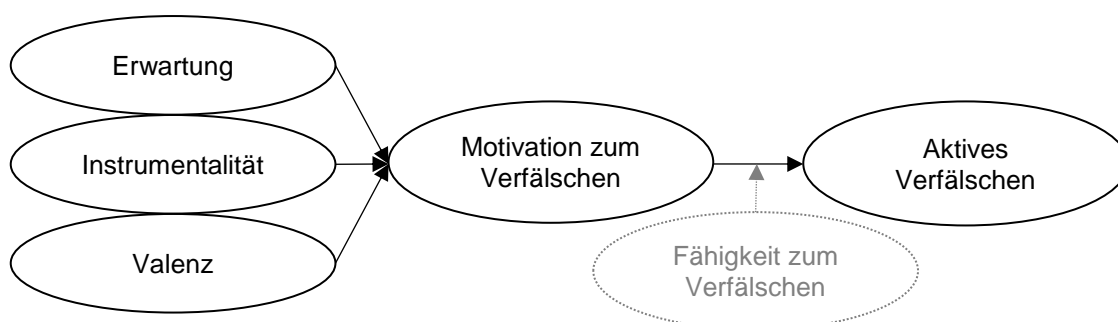 Erwartung
Instrumentalität
Valenz
Motivation zum
Verfälschen
Aktives
Verfälschen
Fähigkeit zum
Verfälschen